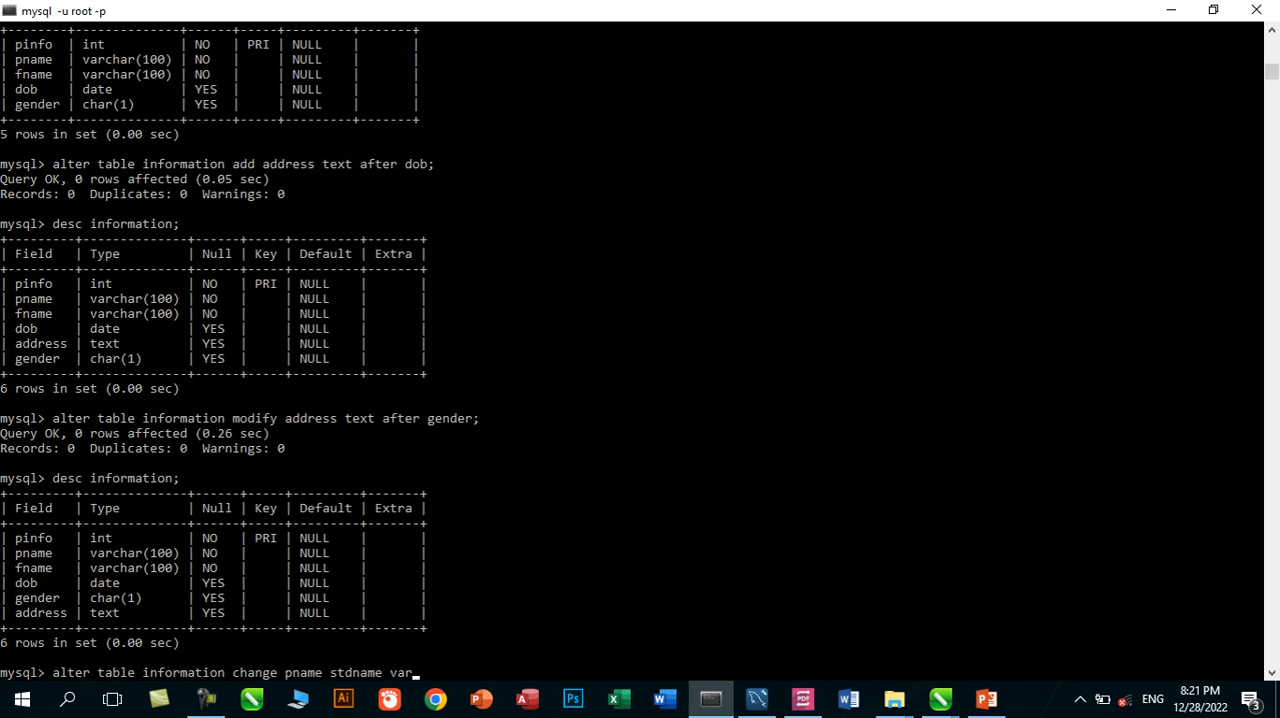 mysql -u root -p
+---------+--------------+------+-----+---------+-------+
| pinfo   | int          | NO   | PRI | NULL    |       |
| pname   | varchar(100) | NO   |     | NULL    |       |
| fname   | varchar(100) | NO   |     | NULL    |       |
| dob     | date         | YES  |     | NULL    |       |
| gender  | char(1)      | YES  |     | NULL    |       |
+---------+--------------+------+-----+---------+-------+
5 rows in set (0.00 sec)
mysql> alter table information add address text after dob;
Query OK, 0 rows affected (0.05 sec)
Records: 0  Duplicates: 0  Warnings: 0
mysql> desc information;
+---------+--------------+------+-----+---------+-------+
| Field   | Type         | Null | Key | Default | Extra |
+---------+--------------+------+-----+---------+-------+
| pinfo   | int          | NO   | PRI | NULL    |       |
| pname   | varchar(100) | NO   |     | NULL    |       |
| fname   | varchar(100) | NO   |     | NULL    |       |
| dob     | date         | YES  |     | NULL    |       |
| address | text         | YES  |     | NULL    |       |
| gender  | char(1)      | YES  |     | NULL    |       |
+---------+--------------+------+-----+---------+-------+
6 rows in set (0.00 sec)
mysql> alter table information modify address text after gender;
Query OK, 0 rows affected (0.26 sec)
Records: 0  Duplicates: 0  Warnings: 0
mysql> desc information;
+---------+--------------+------+-----+---------+-------+
| Field   | Type         | Null | Key | Default | Extra |
+---------+--------------+------+-----+---------+-------+
| pinfo   | int          | NO   | PRI | NULL    |       |
| pname   | varchar(100) | NO   |     | NULL    |       |
| fname   | varchar(100) | NO   |     | NULL    |       |
| dob     | date         | YES  |     | NULL    |       |
| gender  | char(1)      | YES  |     | NULL    |       |
| address | text         | YES  |     | NULL    |       |
+---------+--------------+------+-----+---------+-------+
6 rows in set (0.00 sec)
mysql> alter table information change pname stdname var_
Ai Ps ENG 8:21 PM
12/28/2022 3